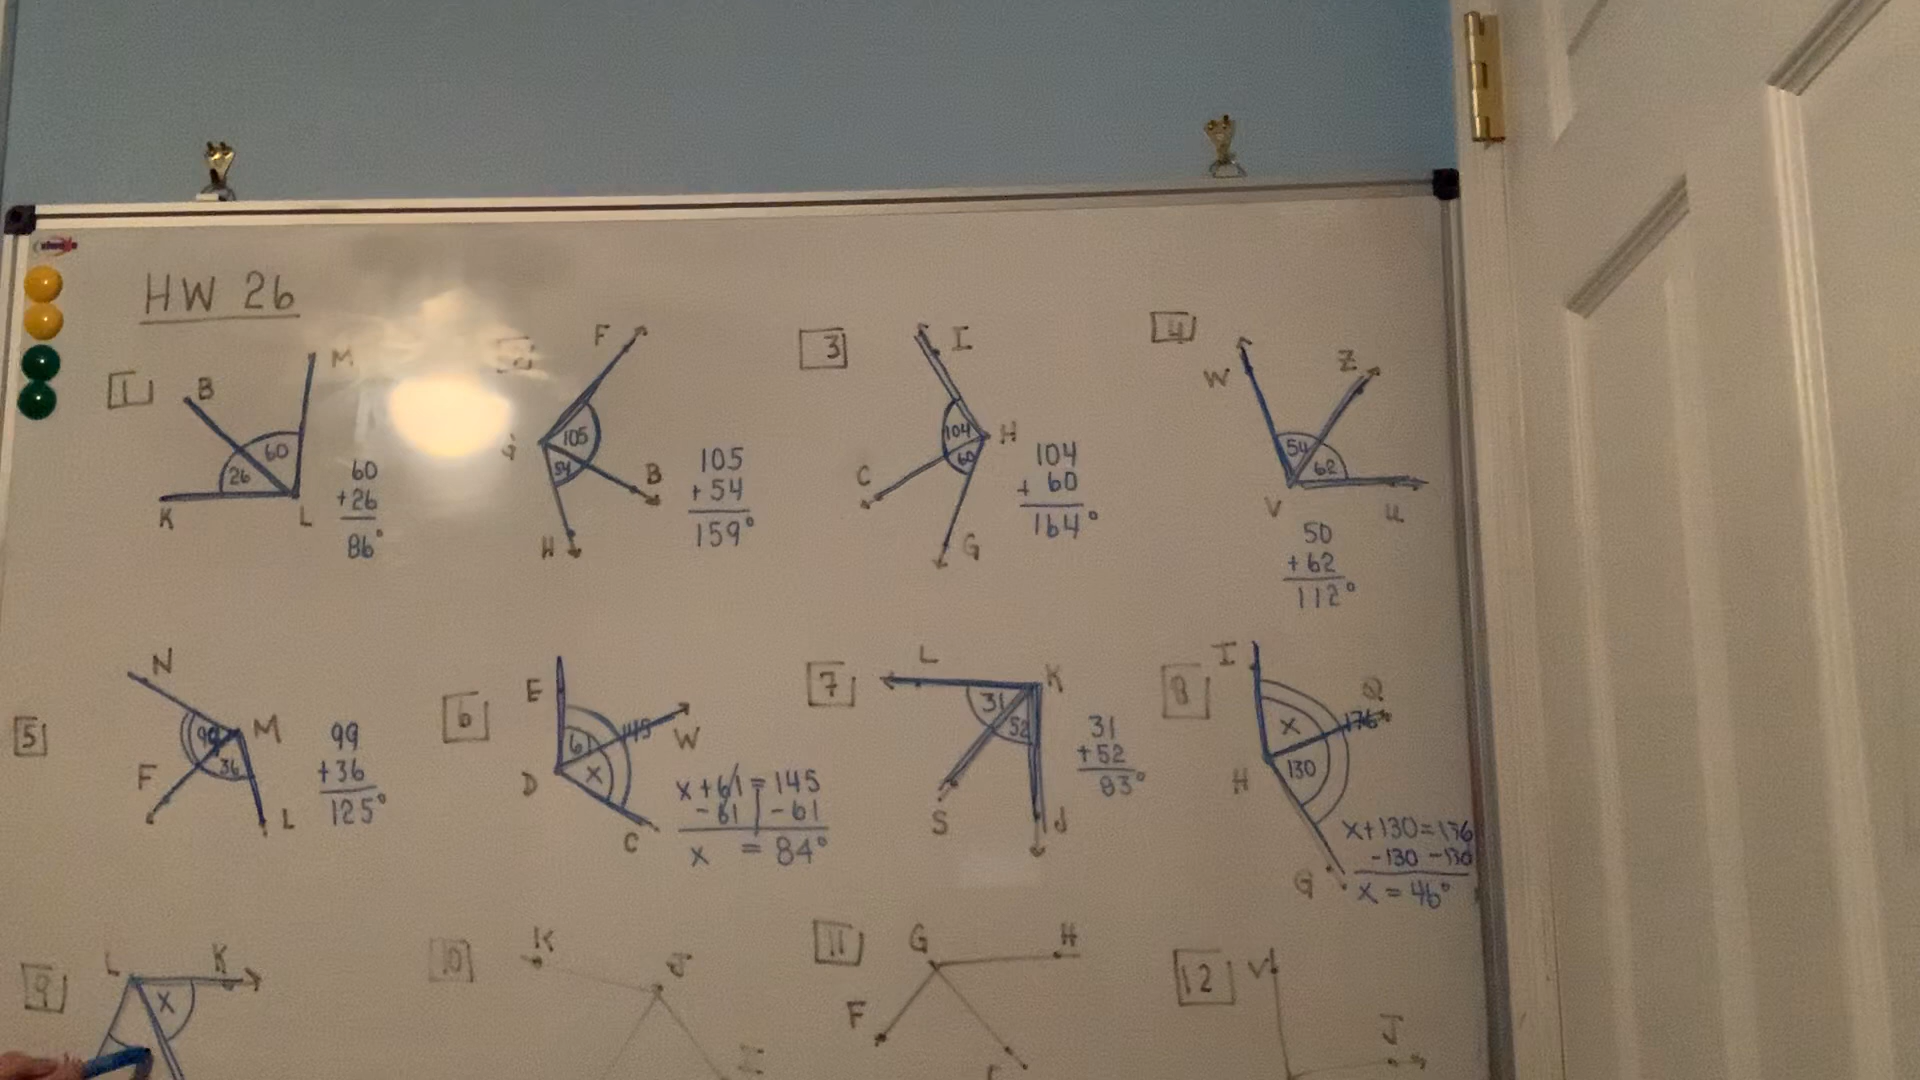 HW 26
1
B
M
60
26
K
L
60
+26
86°
F
105
54
G
B
H
105
+54
159°
3
I
104
H
60
C
G
104
+ 60
164°
4
W
Z
54
62
V
U
50
+62
112°
5
N
M
99
36
F
L
99
+36
125°
6
E
W
145
61
X
D
C
x+61=145
-61 -61
x = 84°
7
L
K
31
52
S
J
31
+52
83°
8
I
Q
176°
X
130
H
G
x+130=176
-130 -130
x = 46°
9
L
K
X
10
K
J
11
G
H
F
12
V
J